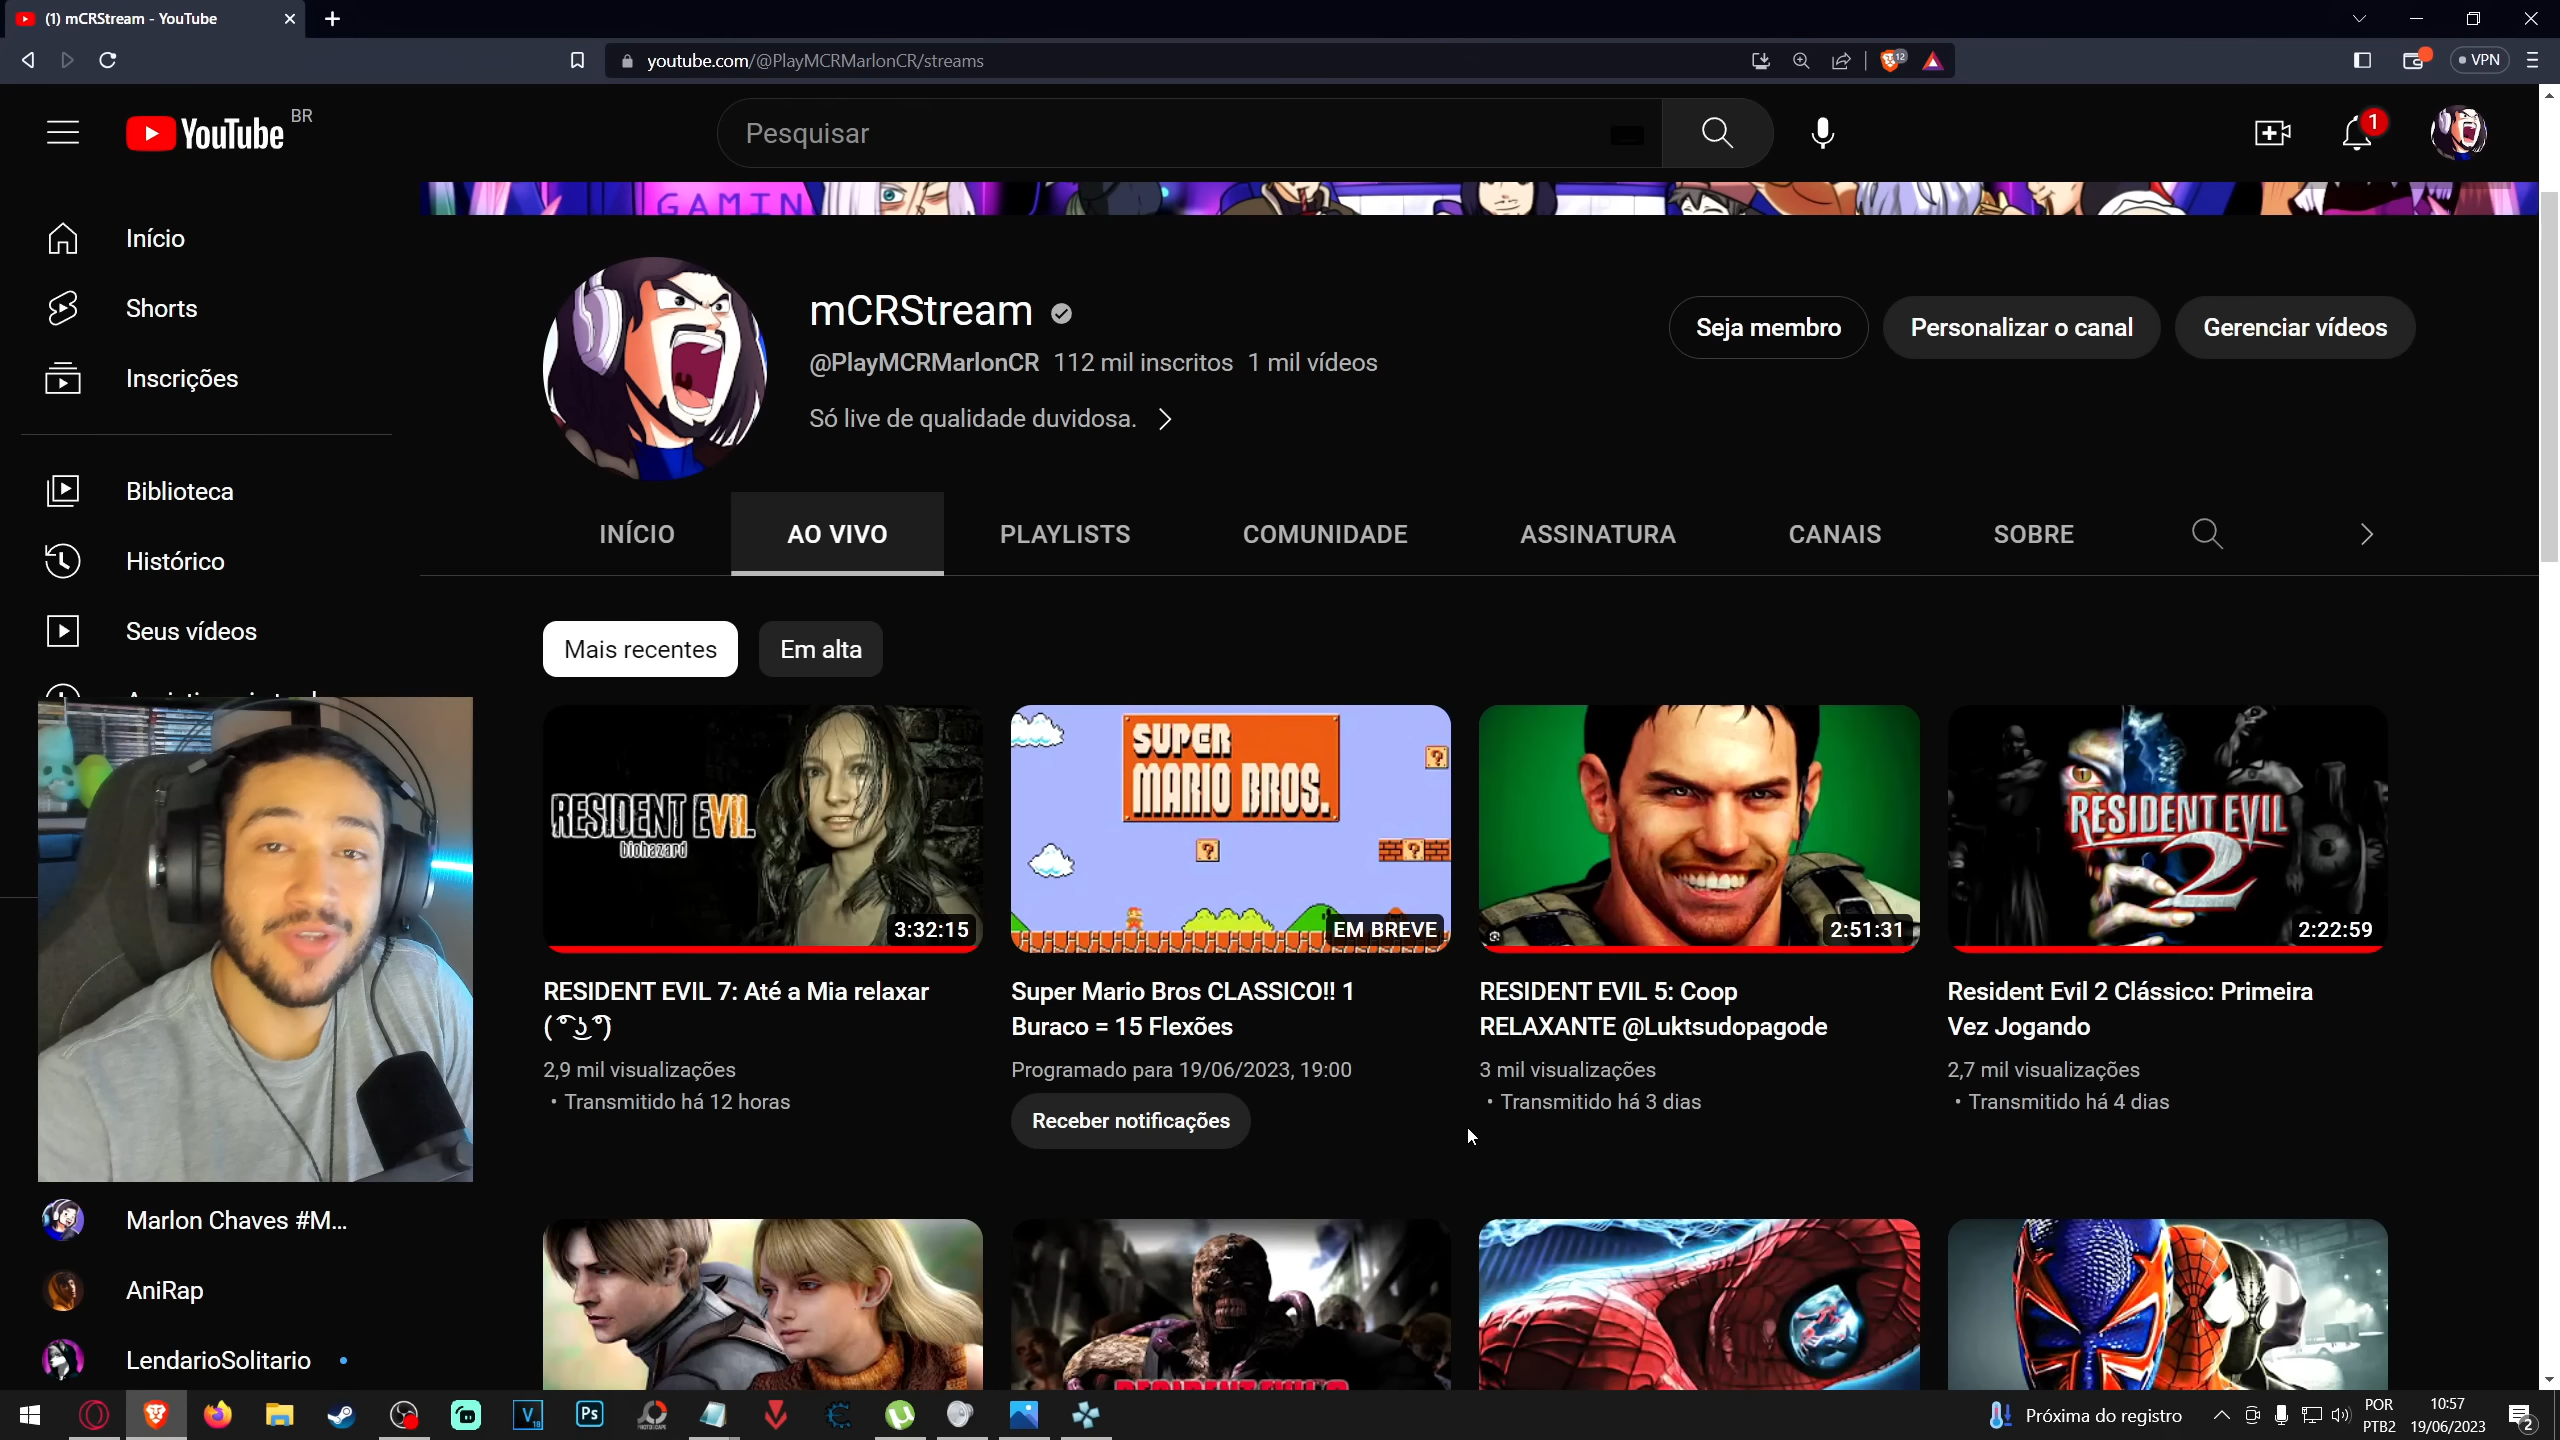 (1) mCRStream - YouTube
youtube.com/@PlayMCRMarlonCR/streams
12
VPN
YouTube BR
Pesquisar
1
GAMIN
Início
Shorts
Inscrições
Biblioteca
Histórico
Seus vídeos
mCRStream
@PlayMCRMarlonCR 112 mil inscritos 1 mil vídeos
Só live de qualidade duvidosa.
Seja membro
Personalizar o canal
Gerenciar vídeos
INÍCIO
AO VIVO
PLAYLISTS
COMUNIDADE
ASSINATURA
CANAIS
SOBRE
Mais recentes
Em alta
RESIDENT EVIL
biohazard
3:32:15
RESIDENT EVIL 7: Até a Mia relaxar
( ͡° ͜ʖ ͡°)
2,9 mil visualizações
• Transmitido há 12 horas
SUPER
MARIO BROS.
EM BREVE
Super Mario Bros CLASSICO!! 1
Buraco = 15 Flexões
Programado para 19/06/2023, 19:00
Receber notificações
2:51:31
RESIDENT EVIL 5: Coop
RELAXANTE @Luktsudopagode
3 mil visualizações
• Transmitido há 3 dias
RESIDENT EVIL
2
2:22:59
Resident Evil 2 Clássico: Primeira
Vez Jogando
2,7 mil visualizações
• Transmitido há 4 dias
Marlon Chaves #M...
AniRap
LendarioSolitario
V
18
Ps
Próxima do registro
POR
PTB2
10:57
19/06/2023
2